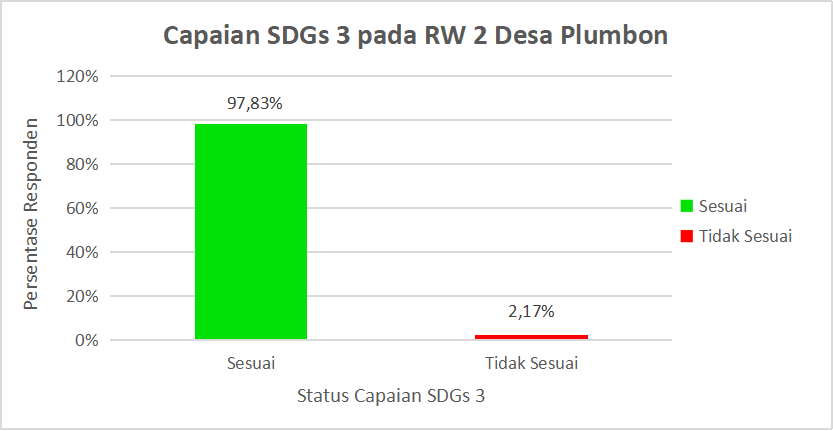 Capaian SDGs 3 pada RW 2 Desa Plumbon
120%
100%
80%
60%
40%
20%
0%
Persentase Responden
97,83%
2,17%
Sesuai
Tidak Sesuai
Status Capaian SDGs 3
Sesuai
Tidak Sesuai